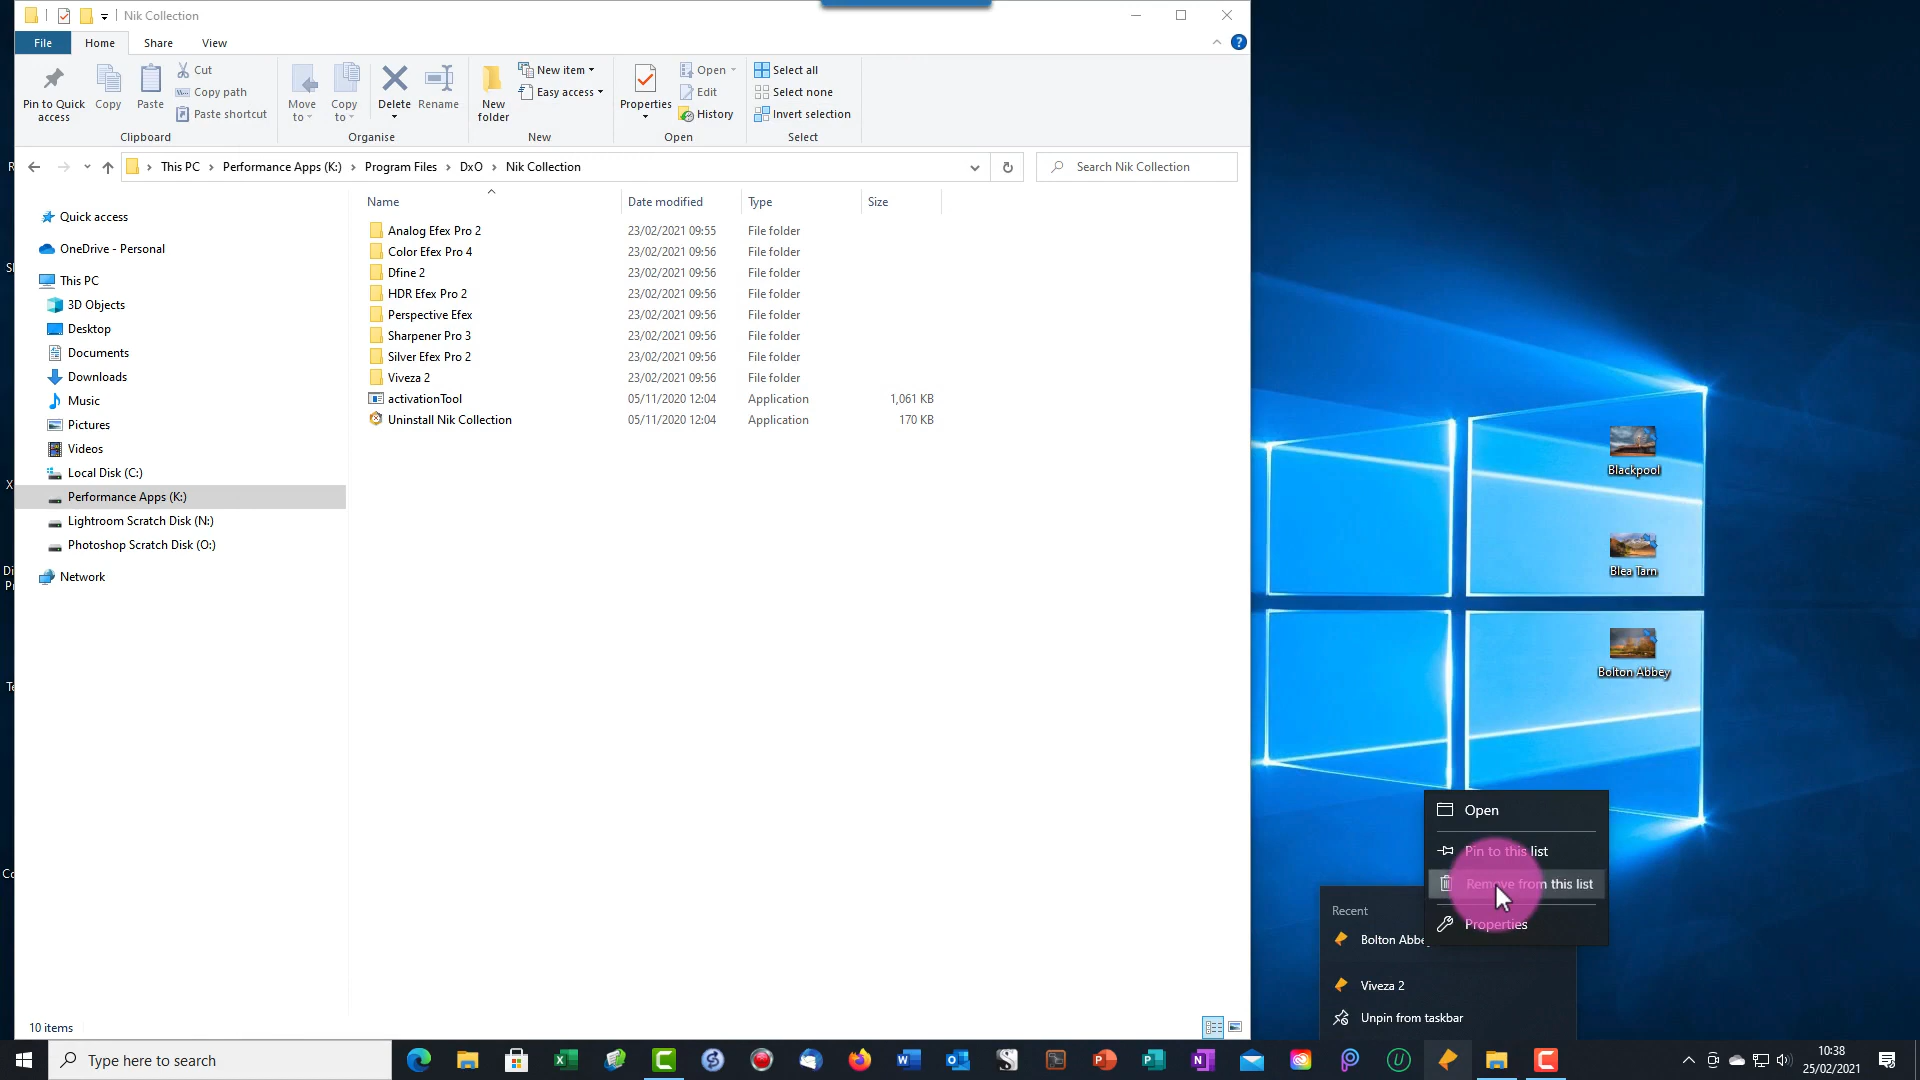 Nik Collection
File Home Share View
Pin to Quick access
Copy
Paste
Cut
Copy path
Paste shortcut
Clipboard
Move to
Copy to
Delete
Rename
Organise
New folder
New item
Easy access
New
Properties
Open
Edit
History
Open
Select all
Select none
Invert selection
Select
This PC > Performance Apps (K:) > Program Files > DxO > Nik Collection
Search Nik Collection
Quick access
OneDrive - Personal
This PC
3D Objects
Desktop
Documents
Downloads
Music
Pictures
Videos
Local Disk (C:)
Performance Apps (K:)
Lightroom Scratch Disk (N:)
Photoshop Scratch Disk (O:)
Network
Name Date modified Type Size
Analog Efex Pro 2 23/02/2021 09:55 File folder
Color Efex Pro 4 23/02/2021 09:56 File folder
Dfine 2 23/02/2021 09:56 File folder
HDR Efex Pro 2 23/02/2021 09:56 File folder
Perspective Efex 23/02/2021 09:56 File folder
Sharpener Pro 3 23/02/2021 09:56 File folder
Silver Efex Pro 2 23/02/2021 09:56 File folder
Viveza 2 23/02/2021 09:56 File folder
activationTool 05/11/2020 12:04 Application 1,061 KB
Uninstall Nik Collection 05/11/2020 12:04 Application 170 KB
10 items
Blackpool
Blea Tarn
Bolton Abbey
Open
Pin to this list
Remove from this list
Properties
Recent
Bolton Abbe
Viveza 2
Unpin from taskbar
Type here to search
10:38
25/02/2021